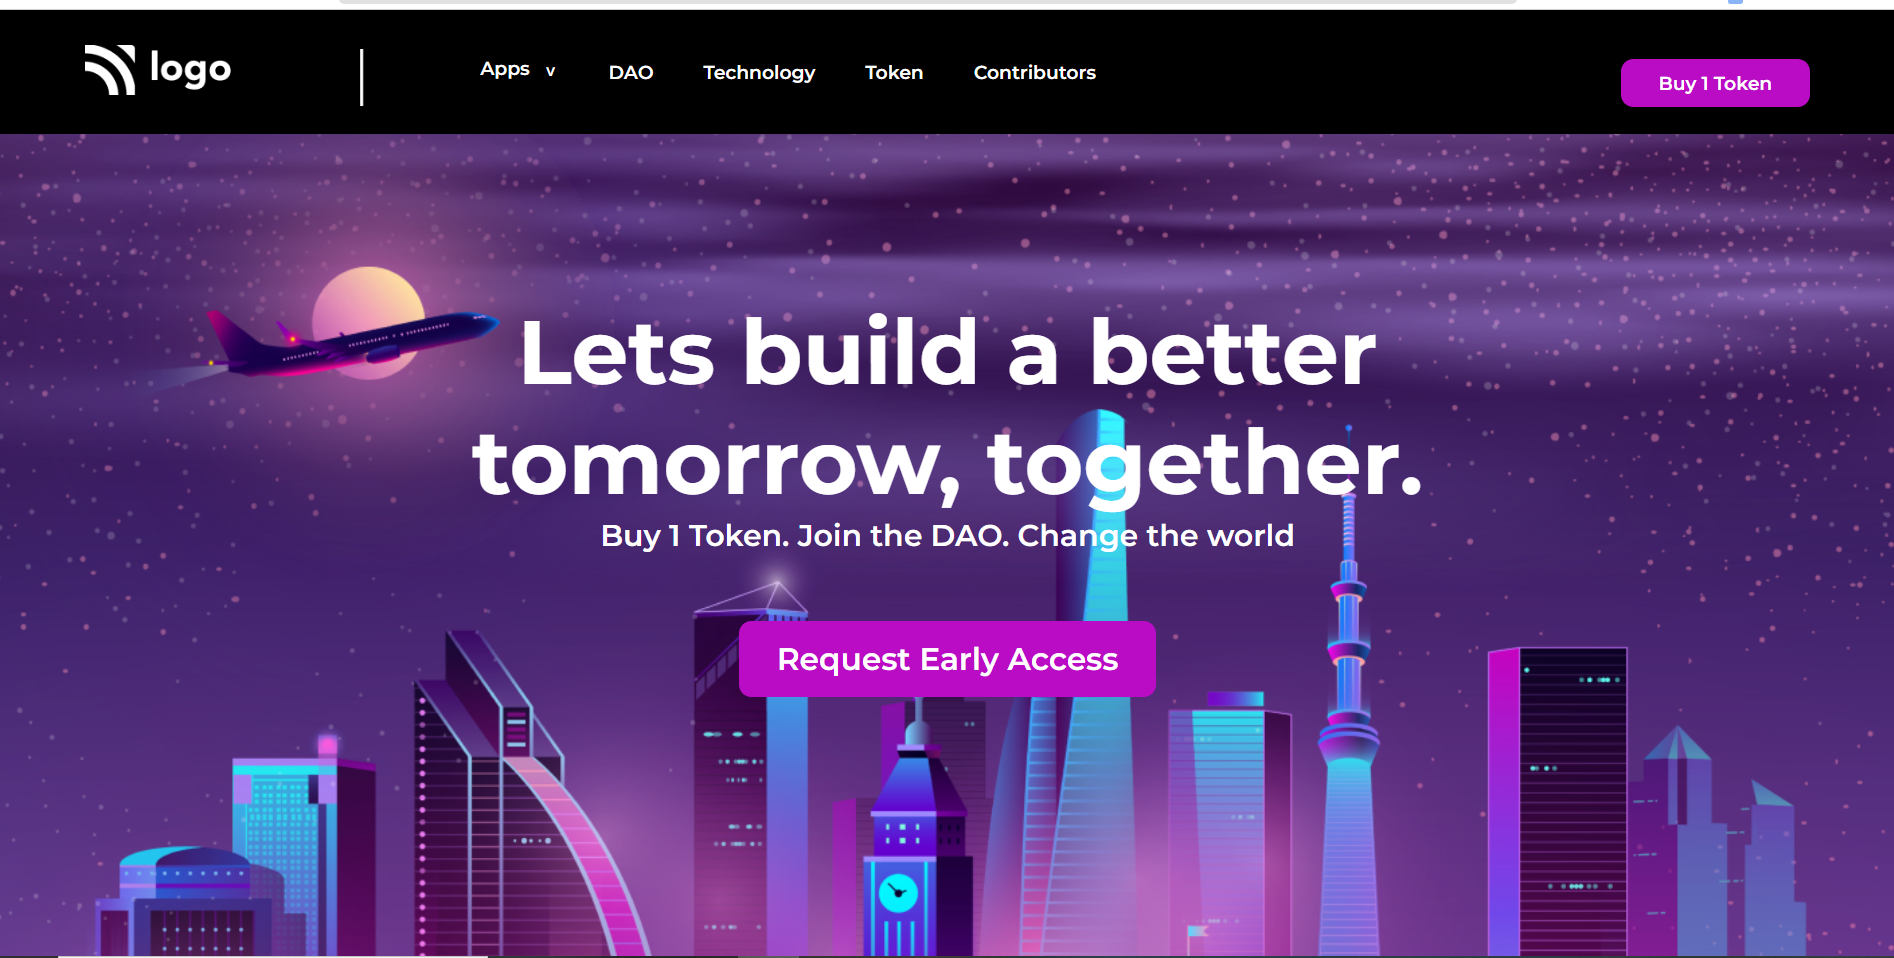 logo
Apps v DAO Technology Token Contributors
Buy 1 Token
Lets build a better
tomorrow, together.
Buy 1 Token. Join the DAO. Change the world
Request Early Access